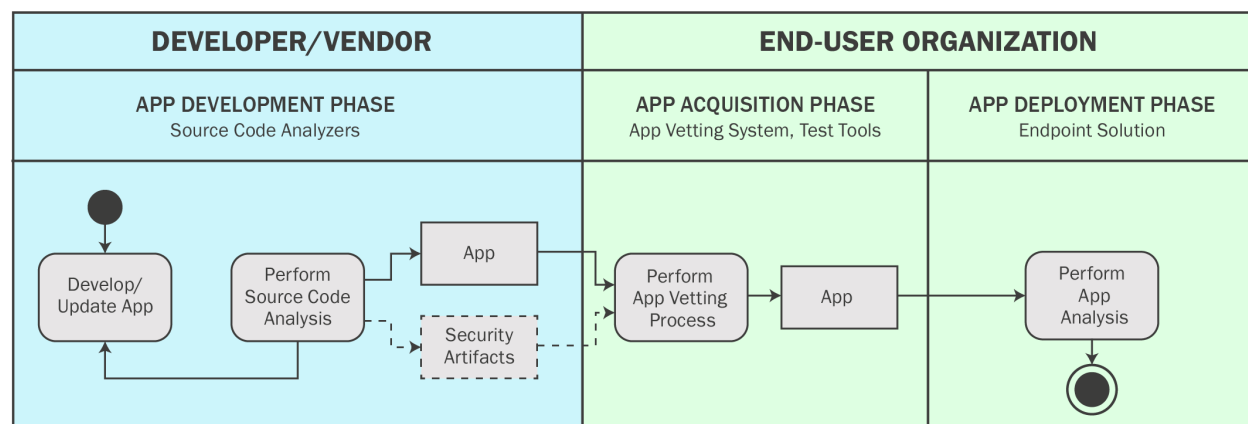 DEVELOPER/VENDOR
END-USER ORGANIZATION
APP DEVELOPMENT PHASE
Source Code Analyzers
APP ACQUISITION PHASE
App Vetting System, Test Tools
APP DEPLOYMENT PHASE
Endpoint Solution
Develop/
Update App
Perform
Source Code
Analysis
App
Security
Artifacts
Perform
App Vetting
Process
App
Perform
App
Analysis